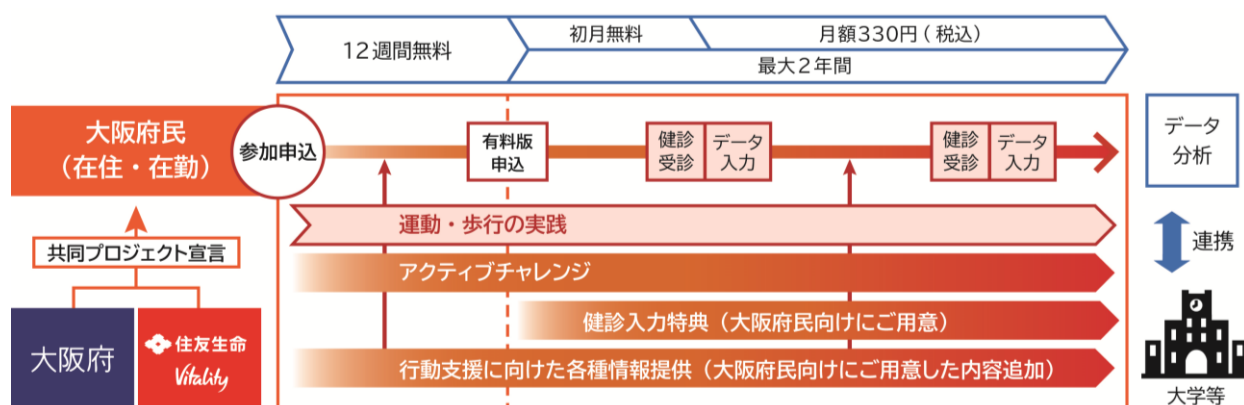 12週間無料
初月無料
月額330円(税込)
最大2年間
大阪府民
(在住・在勤)
参加申込
有料版
申込
健診
受診
データ
入力
健診
受診
データ
入力
データ
分析
運動・歩行の実践
共同プロジェクト宣言
連携
アクティブチャレンジ
健診入力特典(大阪府民向けにご用意)
大阪府
住友生命
Vitality
行動支援に向けた各種情報提供(大阪府民向けにご用意した内容追加)
大学等